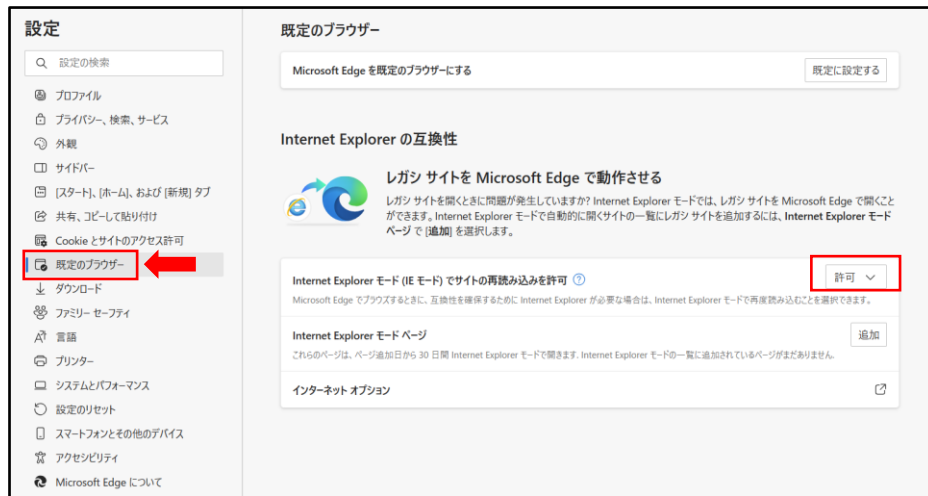 設定
設定の検索
プロファイル
プライバシー、検索、サービス
外観
サイドバー
[スタート]、[ホーム]、および [新規] タブ
共有、コピーして貼り付け
Cookie とサイトのアクセス許可
既定のブラウザー
ダウンロード
ファミリー セーフティ
言語
プリンター
システムとパフォーマンス
設定のリセット
スマートフォンとその他のデバイス
アクセシビリティ
Microsoft Edge について
既定のブラウザー
Microsoft Edge を既定のブラウザーにする
既定に設定する
Internet Explorer の互換性
レガシ サイトを Microsoft Edge で動作させる
レガシ サイトを開くときに問題が発生していますか? Internet Explorer モードでは、レガシ サイトを Microsoft Edge で開くこと
ができます。Internet Explorer モードで自動的に開くサイトの一覧にレガシ サイトを追加するには、Internet Explorer モード
ページ で [追加] を選択します。
Internet Explorer モード (IE モード) でサイトの再読み込みを許可
許可
Microsoft Edge でブラウズするときに、互換性を確保するために Internet Explorer が必要な場合は、Internet Explorer モードで再度読み込むことを選択できます。
Internet Explorer モード ページ
追加
これらのページは、ページ追加日から 30 日間 Internet Explorer モードで開きます. Internet Explorer モードの一覧に追加されているページがまだありません.
インターネット オプション